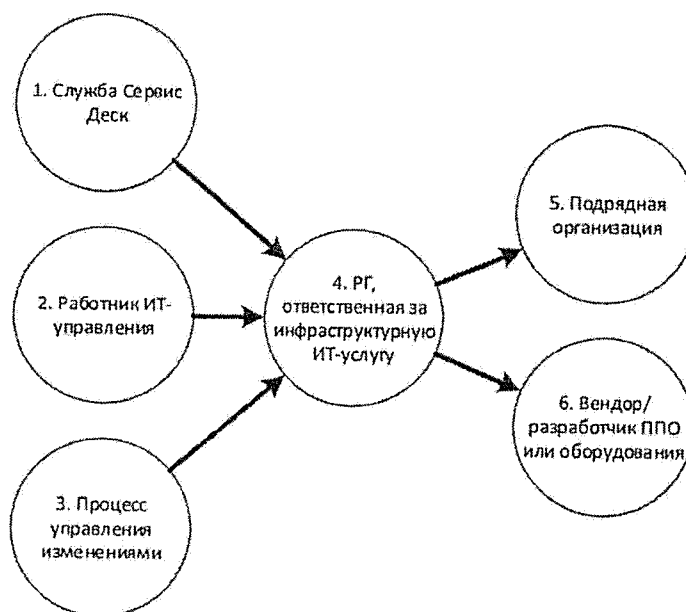 1. Служба Сервис
Деск
2. Работник ИТ-
управления
3. Процесс
управления
изменениями
4. РГ,
ответственная за
инфраструктурную
ИТ-услугу
5. Подрядная
организация
6. Вендор/
разработчик ППО
или оборудования